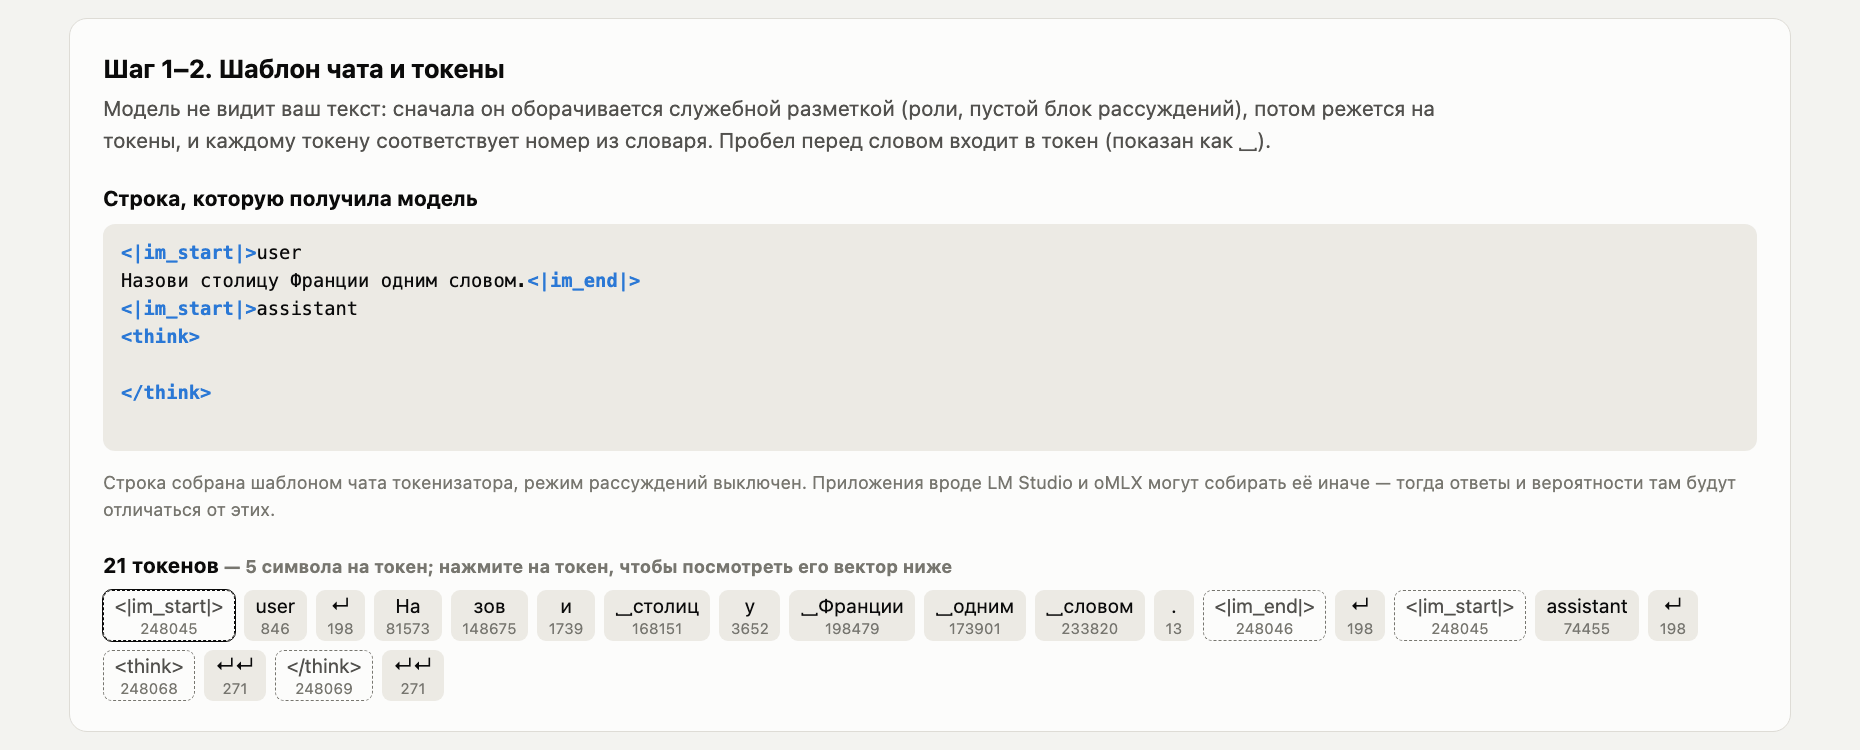 Шаг 1–2. Шаблон чата и токены
Модель не видит ваш текст: сначала он оборачивается служебной разметкой (роли, пустой блок рассуждений), потом режется на
токены, и каждому токену соответствует номер из словаря. Пробел перед словом входит в токен (показан как ⎵).
Строка, которую получила модель
<|im_start|>user
Назови столицу Франции одним словом.<|im_end|>
<|im_start|>assistant
<think>
</think>
Строка собрана шаблоном чата токенизатора, режим рассуждений выключен. Приложения вроде LM Studio и oMLX могут собирать её иначе — тогда ответы и вероятности там будут
отличаться от этих.
21 токенов — 5 символа на токен; нажмите на токен, чтобы посмотреть его вектор ниже
<|im_start|> user ↵ На зов и ⎵столиц у ⎵Франции ⎵одним ⎵словом . <|im_end|> ↵ <|im_start|> assistant ↵
248045 846 198 81573 148675 1739 168151 3652 198479 173901 233820 13 248046 198 248045 74455 198
<think> ↵↵ </think> ↵↵
248068 271 248069 271